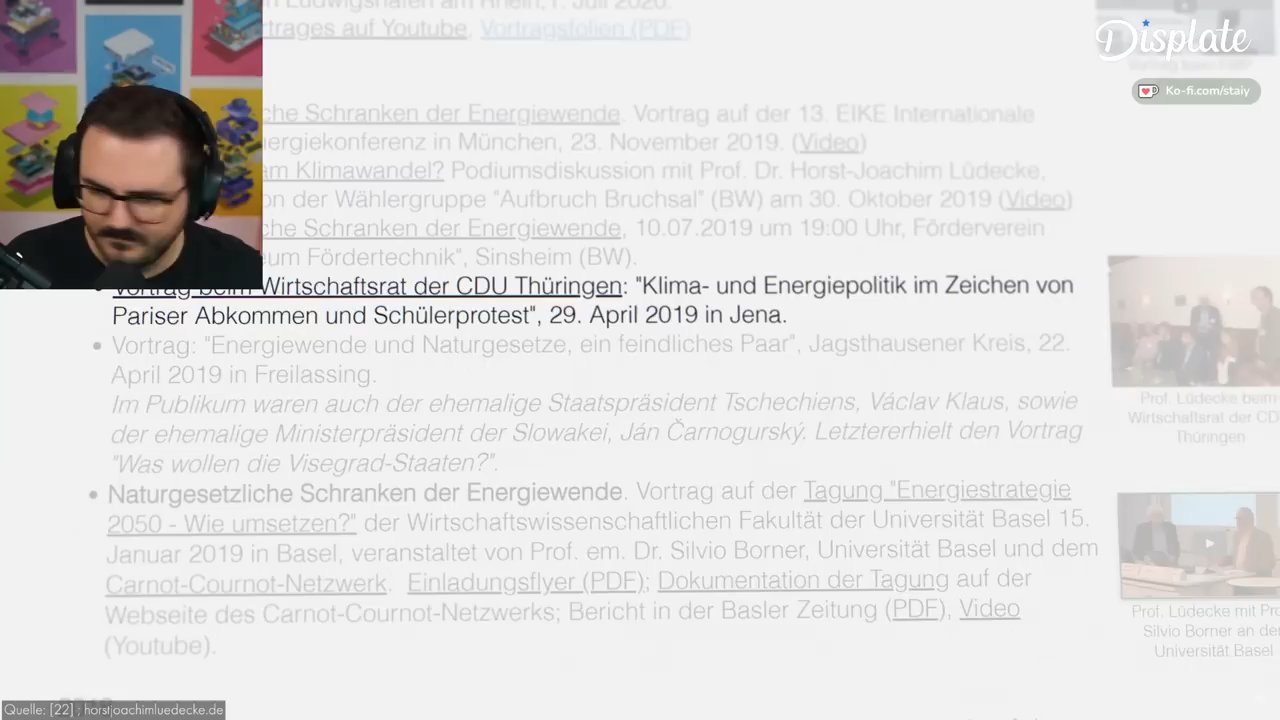 n Ludwigshafen am Rhein, 1. Juli 2020.
trages auf Youtube, Vortragsfolien (PDF)
Displate
Ko-fi.com/staiy
che Schranken der Energiewende. Vortrag auf der 13. EIKE Internationale
ergiekonferenz in München, 23. November 2019. (Video)
am Klimawandel? Podiumsdiskussion mit Prof. Dr. Horst-Joachim Lüdecke,
on der Wählergruppe "Aufbruch Bruchsal" (BW) am 30. Oktober 2019 (Video)
che Schranken der Energiewende, 10.07.2019 um 19:00 Uhr, Förderverein
um Fördertechnik", Sinsheim (BW).
Vortrag beim Wirtschaftsrat der CDU Thüringen: "Klima- und Energiepolitik im Zeichen von
Pariser Abkommen und Schülerprotest", 29. April 2019 in Jena.
Vortrag: "Energiewende und Naturgesetze, ein feindliches Paar", Jagsthausener Kreis, 22.
April 2019 in Freilassing.
Im Publikum waren auch der ehemalige Staatspräsident Tschechiens, Václav Klaus, sowie
der ehemalige Ministerpräsident der Slowakei, Ján Čarnogurský. Letztererhielt den Vortrag
"Was wollen die Visegrad-Staaten?".
Naturgesetzliche Schranken der Energiewende. Vortrag auf der Tagung "Energiestrategie
2050 - Wie umsetzen?" der Wirtschaftswissenschaftlichen Fakultät der Universität Basel 15.
Januar 2019 in Basel, veranstaltet von Prof. em. Dr. Silvio Borner, Universität Basel und dem
Carnot-Cournot-Netzwerk. Einladungsflyer (PDF); Dokumentation der Tagung auf der
Webseite des Carnot-Cournot-Netzwerks; Bericht in der Basler Zeitung (PDF), Video
(Youtube).
Prof. Lüdecke beim
Wirtschaftsrat der CD
Thüringen
Prof. Lüdecke mit Pro
Silvio Borner an de
Universität Basel
Quelle: [22] ; horstjoachimluedecke.de